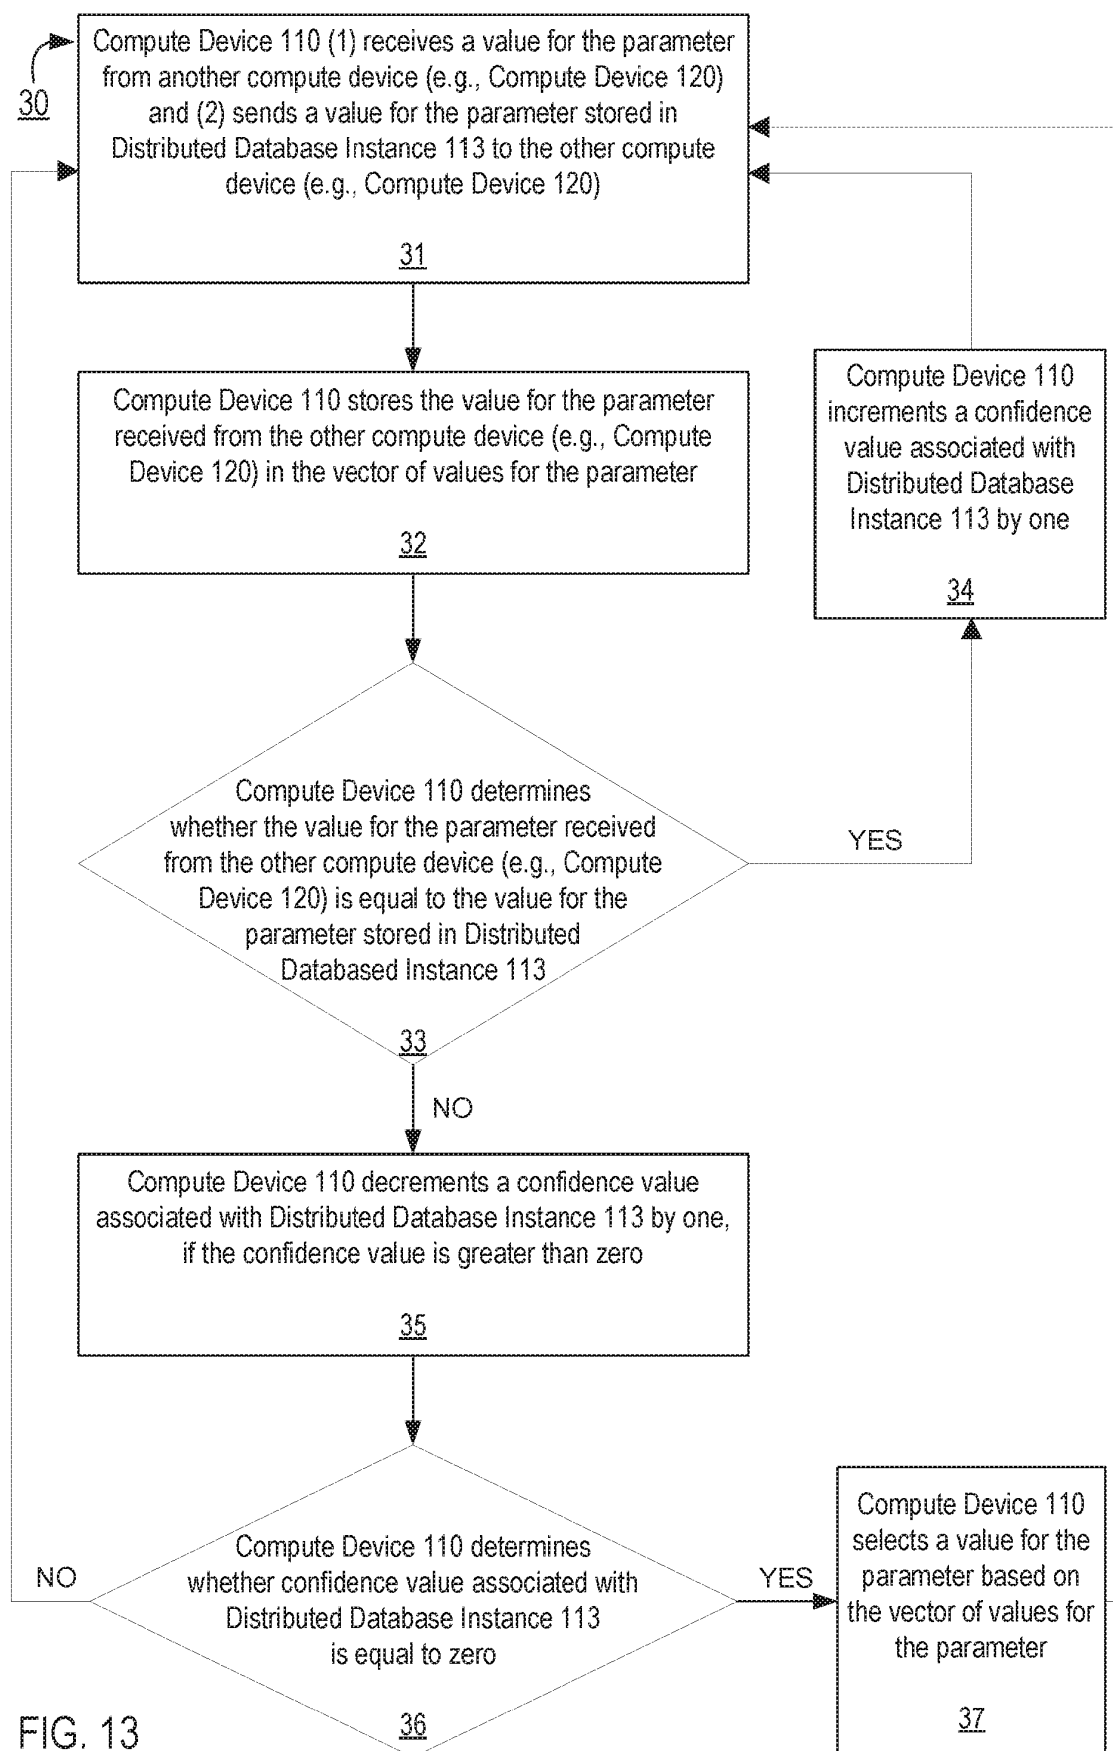 30
Compute Device 110 (1) receives a value for the parameter
from another compute device (e.g., Compute Device 120)
and (2) sends a value for the parameter stored in
Distributed Database Instance 113 to the other compute
device (e.g., Compute Device 120)
31
Compute Device 110 stores the value for the parameter
received from the other compute device (e.g., Compute
Device 120) in the vector of values for the parameter
32
Compute Device 110
increments a confidence
value associated with
Distributed Database
Instance 113 by one
34
Compute Device 110 determines
whether the value for the parameter received
from the other compute device (e.g., Compute
Device 120) is equal to the value for the
parameter stored in Distributed
Databased Instance 113
33
YES
NO
Compute Device 110 decrements a confidence value
associated with Distributed Database Instance 113 by one,
if the confidence value is greater than zero
35
Compute Device 110 determines
whether confidence value associated with
Distributed Database Instance 113
is equal to zero
36
NO
YES
Compute Device 110
selects a value for the
parameter based on
the vector of values for
the parameter
37
FIG. 13